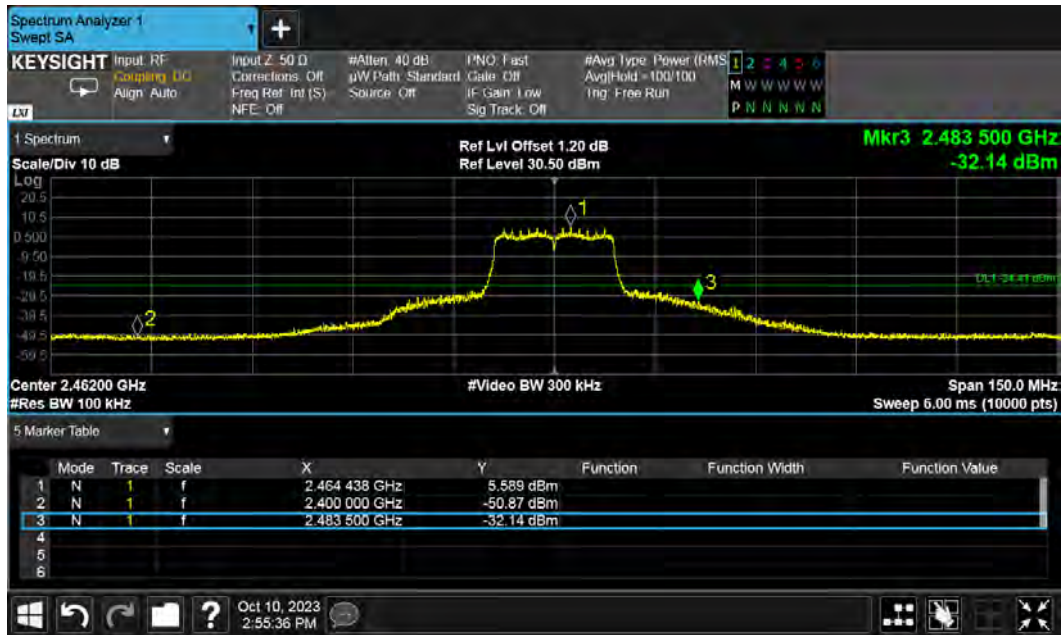 Spectrum Analyzer 1
Swept SA
+
KEYSIGHT Input: RF Input Z: 50 Ω #Atten: 40 dB PNO: Fast #Avg Type: Power (RMS 1 2 3 4 5 6
Coupling: DC Corrections: Off µW Path: Standard Gate: Off Avg|Hold: >100/100 M W W W W W
Align: Auto Freq Ref: Int (S) Source: Off IF Gain: Low Trig: Free Run
NFE: Off Sig Track: Off P N N N N N
LXI
1 Spectrum Ref Lvl Offset 1.20 dB Mkr3 2.483 500 GHz
Scale/Div 10 dB Ref Level 30.50 dBm -32.14 dBm
Log
20.5
10.5
0.500
-9.50
-19.5
-29.5
-39.5
-49.5
-59.5
1
2
3
Center 2.46200 GHz #Video BW 300 kHz Span 150.0 MHz
#Res BW 100 kHz Sweep 6.00 ms (10000 pts)
5 Marker Table
Mode Trace Scale X Y Function Function Width Function Value
1 N 1 f 2.464 438 GHz 5.589 dBm
2 N 1 f 2.400 000 GHz -50.87 dBm
3 N 1 f 2.483 500 GHz -32.14 dBm
4
5
6
? Oct 10, 2023
2:55:36 PM